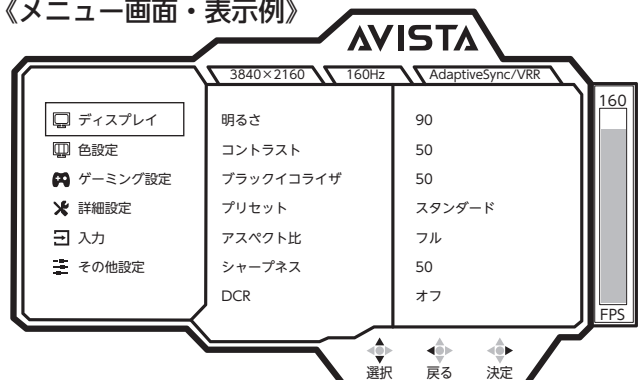 《メニュー画面・表示例》
AVISTA
3840×2160 160Hz AdaptiveSync/VRR
160
ディスプレイ 明るさ 90
色設定 コントラスト 50
ゲーミング設定 ブラックイコライザ 50
詳細設定 プリセット スタンダード
入力 アスペクト比 フル
その他設定 シャープネス 50
DCR オフ
FPS
選択 戻る 決定